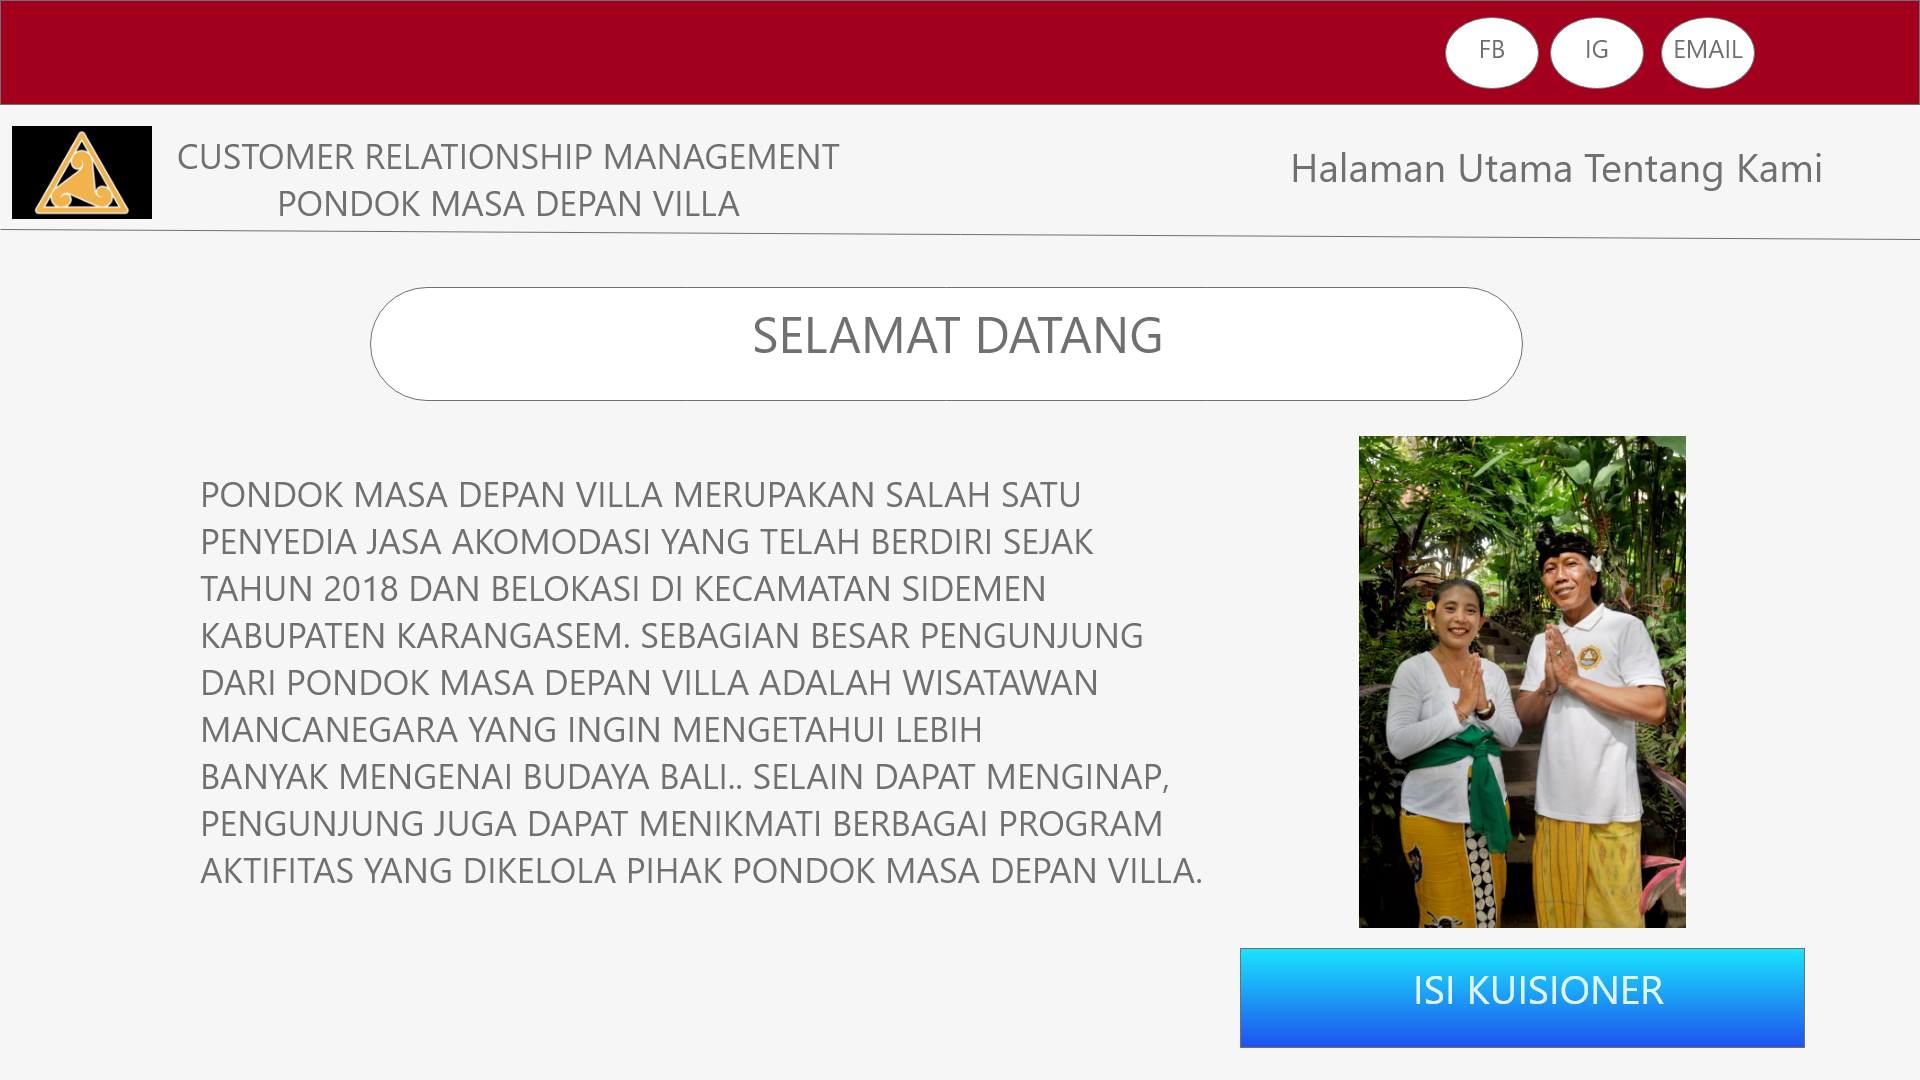 FB IG EMAIL
CUSTOMER RELATIONSHIP MANAGEMENT
PONDOK MASA DEPAN VILLA
Halaman Utama Tentang Kami
SELAMAT DATANG
PONDOK MASA DEPAN VILLA MERUPAKAN SALAH SATU
PENYEDIA JASA AKOMODASI YANG TELAH BERDIRI SEJAK
TAHUN 2018 DAN BELOKASI DI KECAMATAN SIDEMEN
KABUPATEN KARANGASEM. SEBAGIAN BESAR PENGUNJUNG
DARI PONDOK MASA DEPAN VILLA ADALAH WISATAWAN
MANCANEGARA YANG INGIN MENGETAHUI LEBIH
BANYAK MENGENAI BUDAYA BALI.. SELAIN DAPAT MENGINAP,
PENGUNJUNG JUGA DAPAT MENIKMATI BERBAGAI PROGRAM
AKTIFITAS YANG DIKELOLA PIHAK PONDOK MASA DEPAN VILLA.
ISI KUISIONER